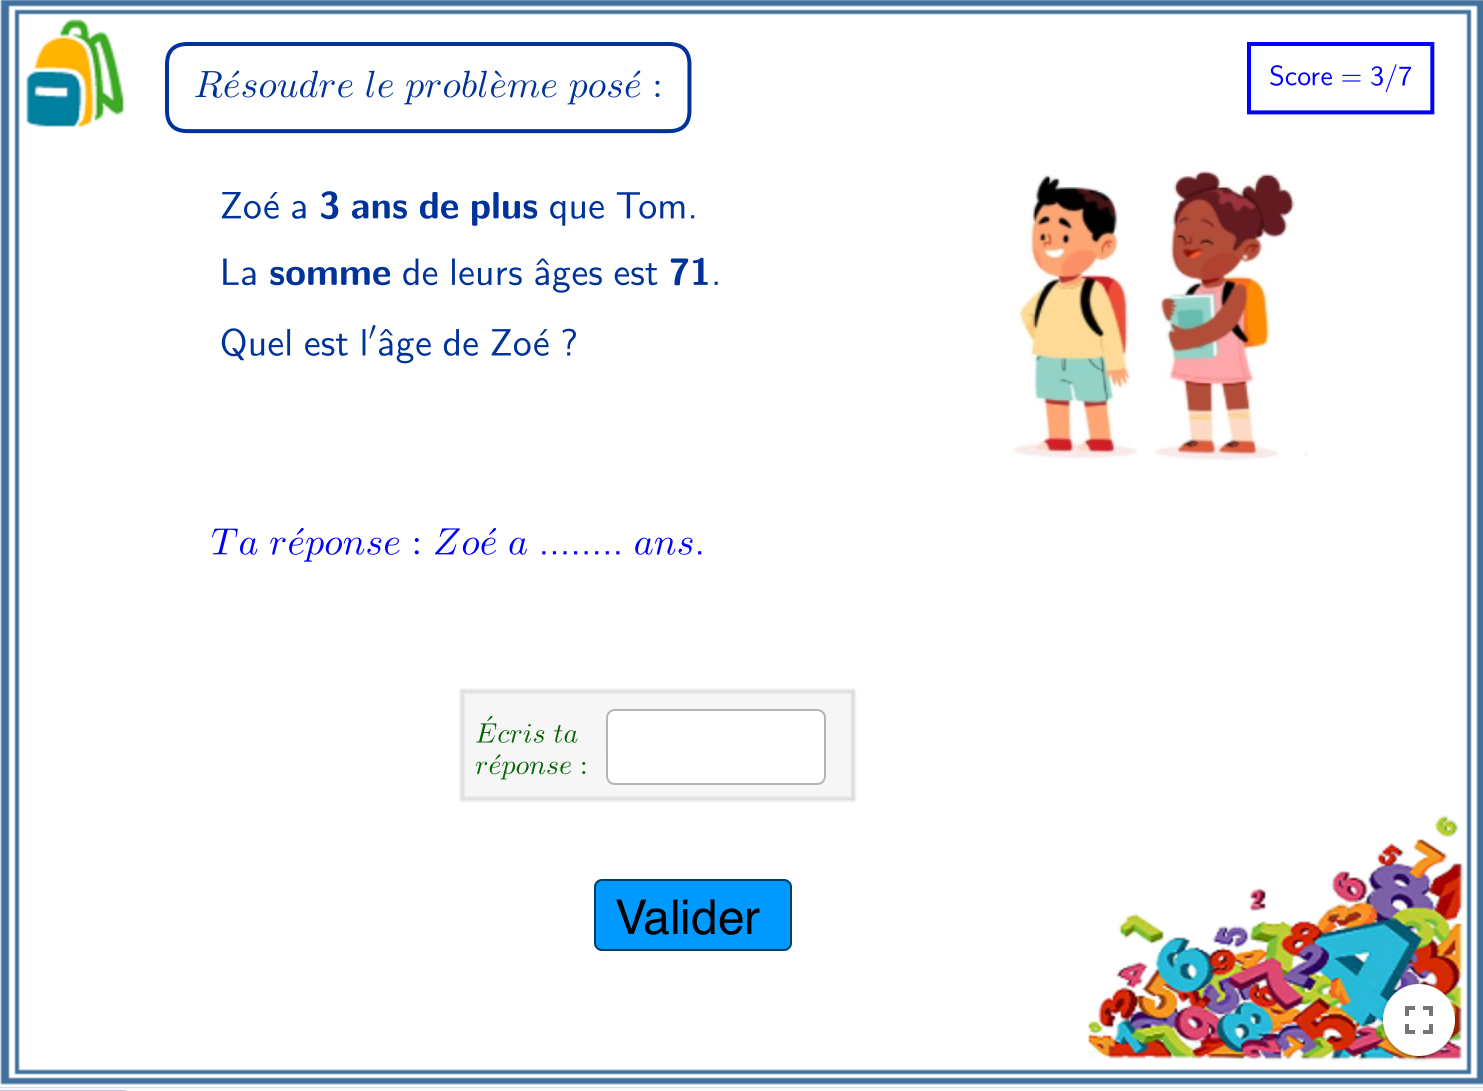 Résoudre le problème posé :
Score = 3/7
Zoé a 3 ans de plus que Tom.
La somme de leurs âges est 71.
Quel est l'âge de Zoé ?
Ta réponse : Zoé a ........ ans.
Écris ta
réponse :
Valider